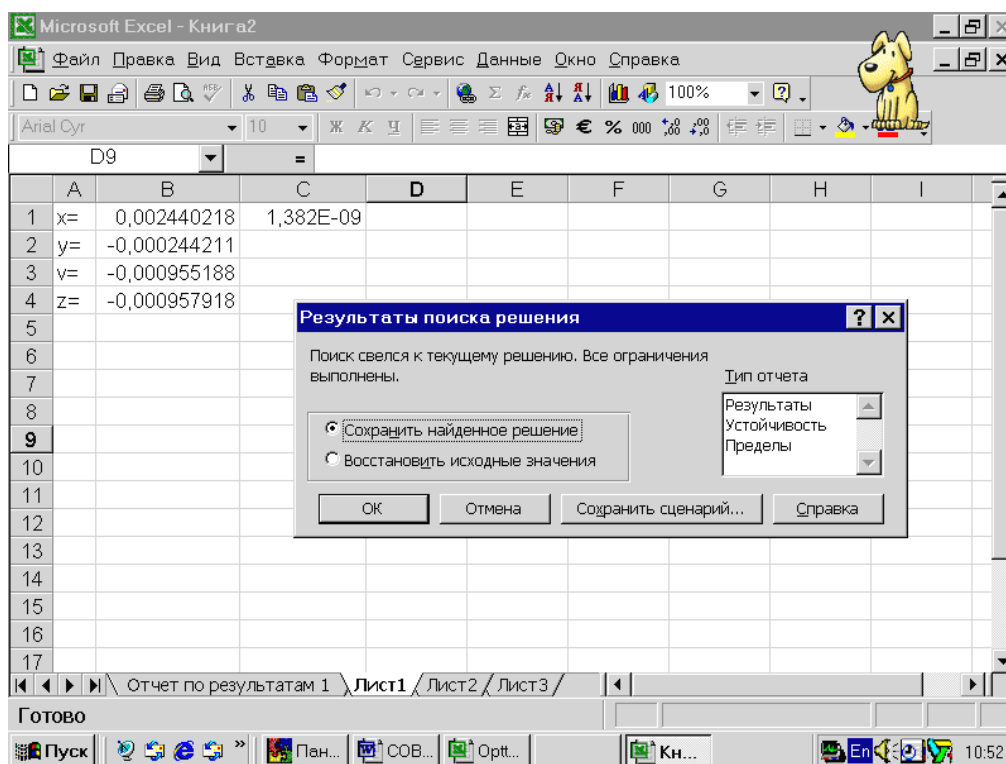 Microsoft Excel - Книга2
Файл Правка Вид Вставка Формат Сервис Данные Окно Справка
100%
Arial Cyr 10 Ж К Ч % 000
D9 =
A B C D E F G H I
1 x= 0,002440218 1,382E-09
2 y= -0,000244211
3 v= -0,000955188
4 z= -0,000957918
5
6
7
8
9
10
11
12
13
14
15
16
17
Результаты поиска решения
Поиск свелся к текущему решению. Все ограничения
выполнены.
Тип отчета
Результаты
Устойчивость
Пределы
Сохранить найденное решение
Восстановить исходные значения
ОК Отмена Сохранить сценарий... Справка
Отчет по результатам 1 Лист1 Лист2 Лист3
Готово
Пуск » Пан... СОВ... Optt... Кн... En 10:52